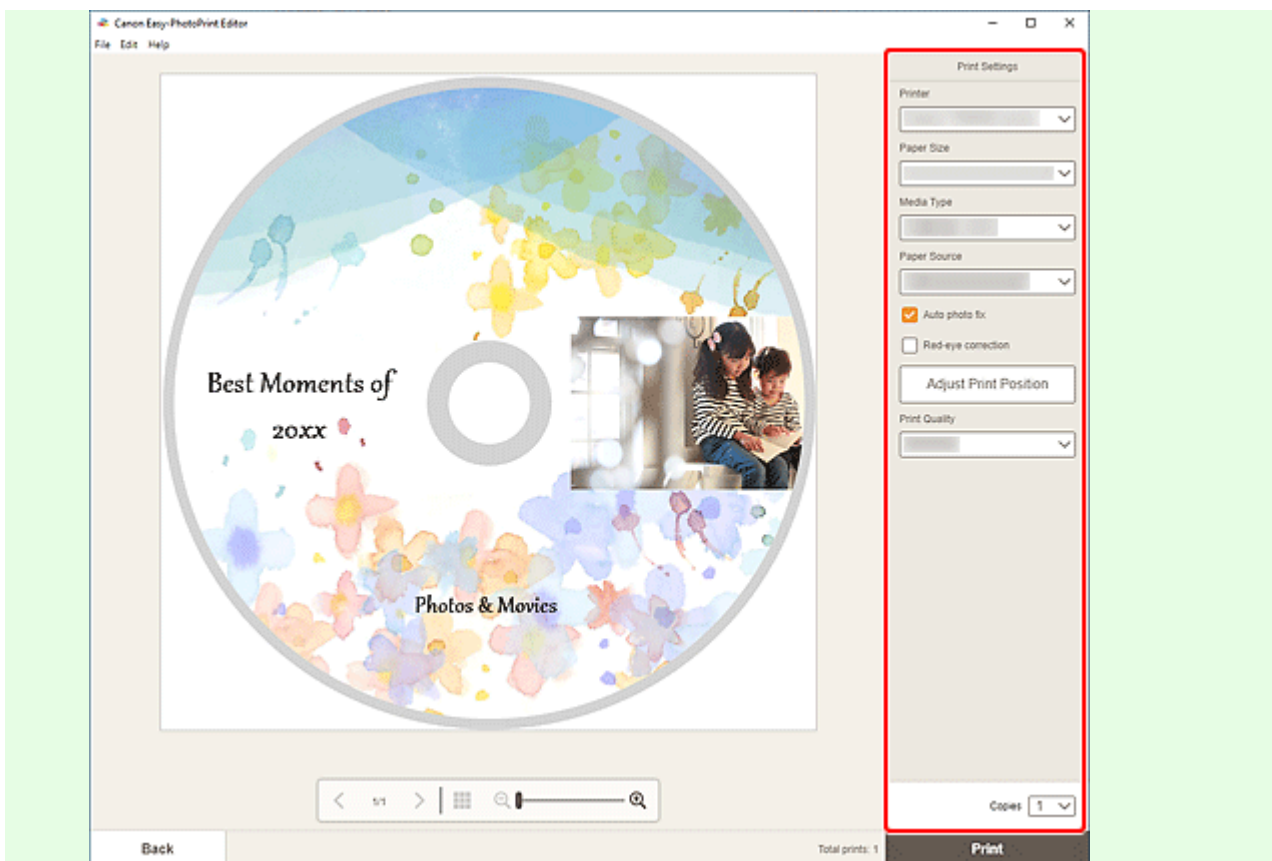 Canon Easy-PhotoPrint Editor
File Edit Help
Best Moments of
20xx
Photos & Movies
Print Settings
Printer
Paper Size
Media Type
Paper Source
Auto photo fix
Red-eye correction
Adjust Print Position
Print Quality
1/1
Copies 1
Back
Total prints: 1
Print